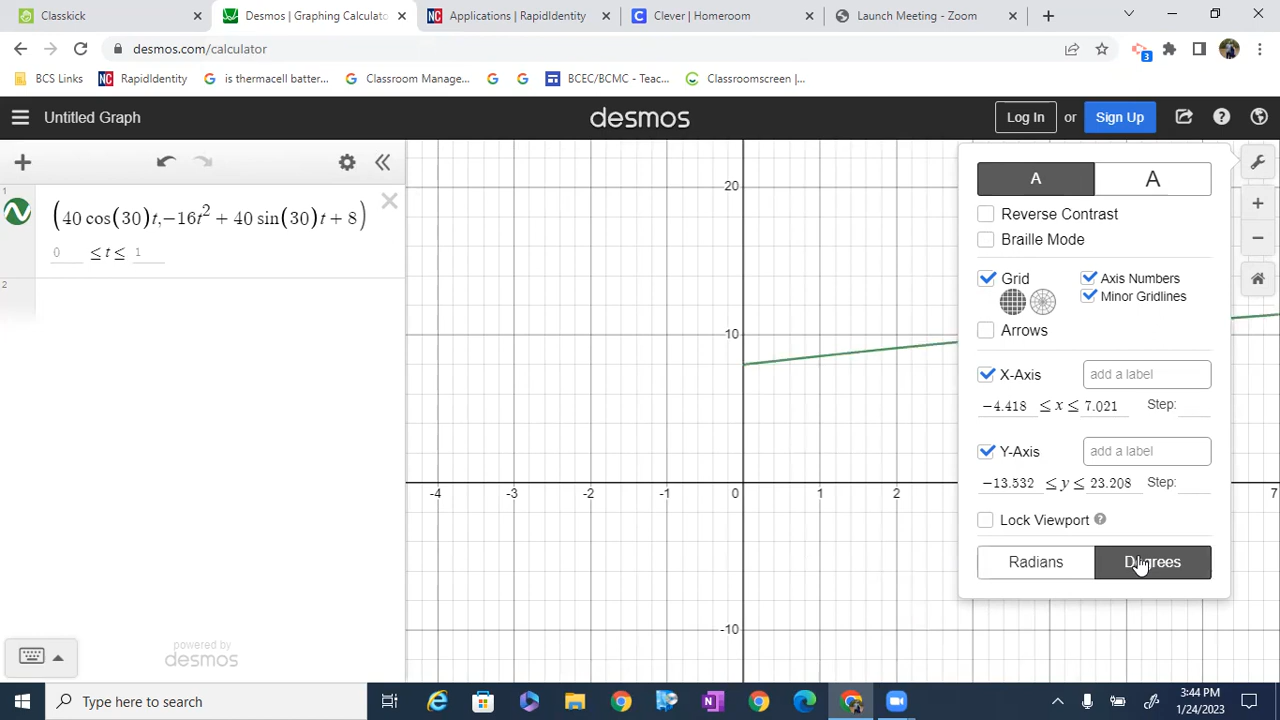 Classkick
Desmos | Graphing Calculato
Applications | RapidIdentity
Clever | Homeroom
Launch Meeting - Zoom
desmos.com/calculator
3
BCS Links
RapidIdentity
is thermacell batter...
Classroom Manage...
BCEC/BCMC - Teac...
Classroomscreen |...
Untitled Graph
desmos
Log In
or
Sign Up
1
(40 cos(30)t,−16t² + 40 sin(30)t + 8)
0 ≤ t ≤ 1
2
powered by
desmos
20
10
-10
-4
-3
-2
-1
0
1
2
7
A
A
Reverse Contrast
Braille Mode
Grid
Axis Numbers
Minor Gridlines
Arrows
X-Axis
add a label
−4.418 ≤ x ≤ 7.021
Step:
Y-Axis
add a label
−13.532 ≤ y ≤ 23.208
Step:
Lock Viewport
Radians
Degrees
Type here to search
3:44 PM
1/24/2023